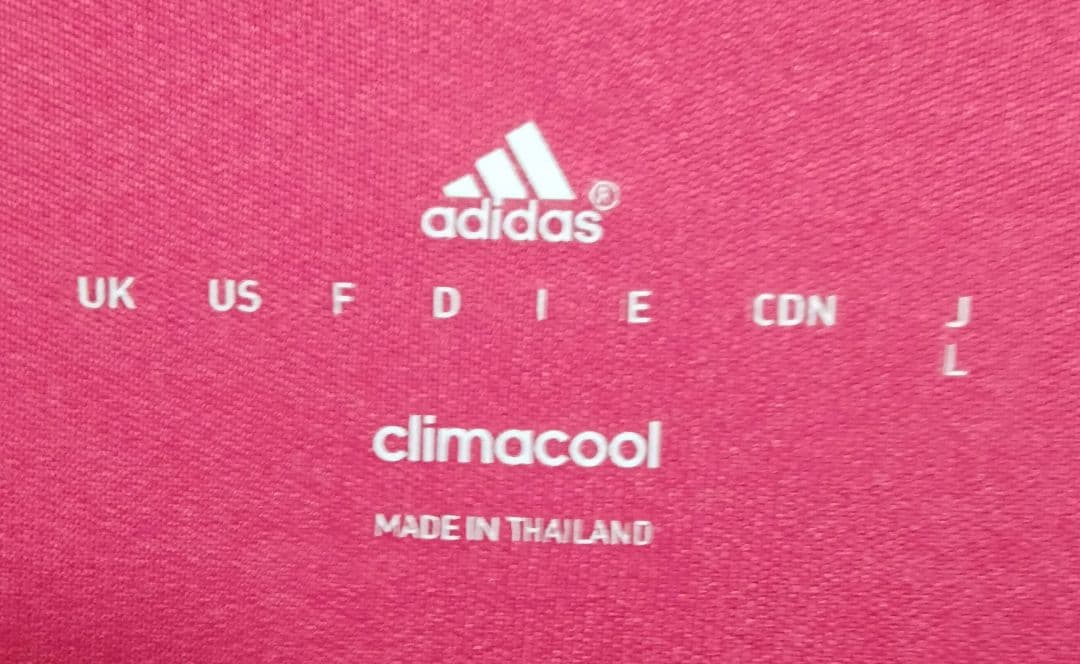 adidas®
UK US F D I E CDN J
L
climacool
MADE IN THAILAND